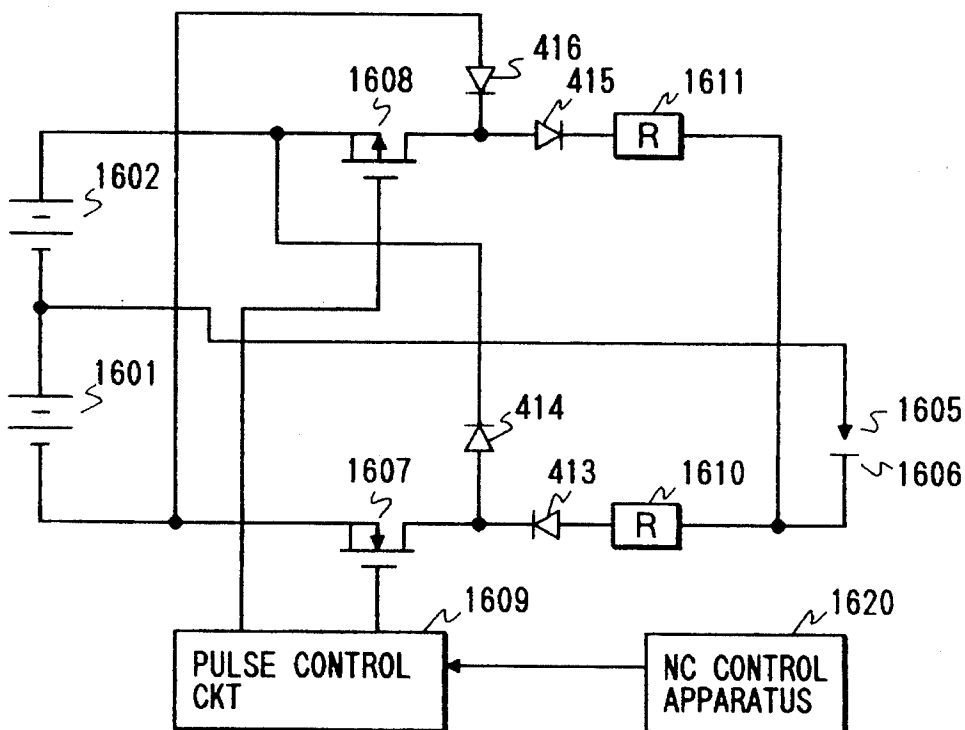 416
1608
415
1611
R
1602
1601
414
1605
1607
413
1610
1606
R
1609
1620
PULSE CONTROL
CKT
NC CONTROL
APPARATUS